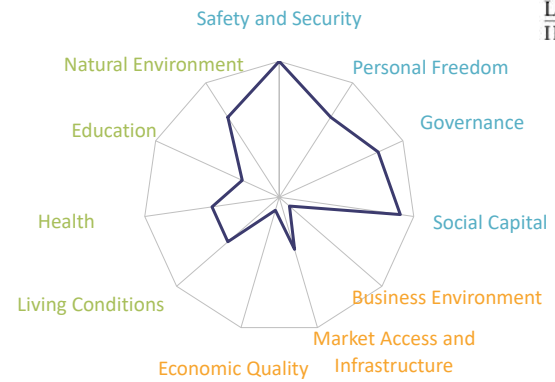 Safety and Security
Natural Environment
Personal Freedom
Education
Governance
Health
Social Capital
Living Conditions
Business Environment
Economic Quality
Market Access and
Infrastructure